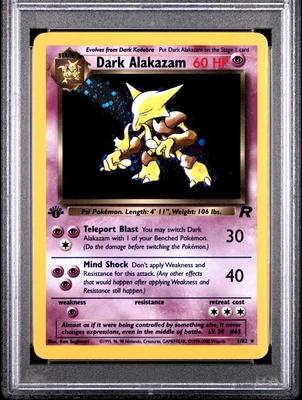 Evolves from Dark Kadabra Put Dark Alakazam on the Stage 1 card
Dark Alakazam 60 HP
Psi Pokémon. Length: 4' 11", Weight: 106 lbs.
Teleport Blast You may switch Dark
Alakazam with 1 of your Benched Pokémon.
(Do the damage before switching the Pokémon.)
30
Mind Shock Don't apply Weakness and
Resistance for this attack. (Any other effects
that would happen after applying Weakness and
Resistance still happen.)
40
weakness resistance retreat cost
Almost as if it were being controlled by something else, it never
changes expressions, even in the middle of battle. LV. 30 #65
Illus. Ken Sugimori ©1995, 96, 98 Nintendo, Creatures, GAMEFREAK. ©1999-2000 Wizards. 1/82